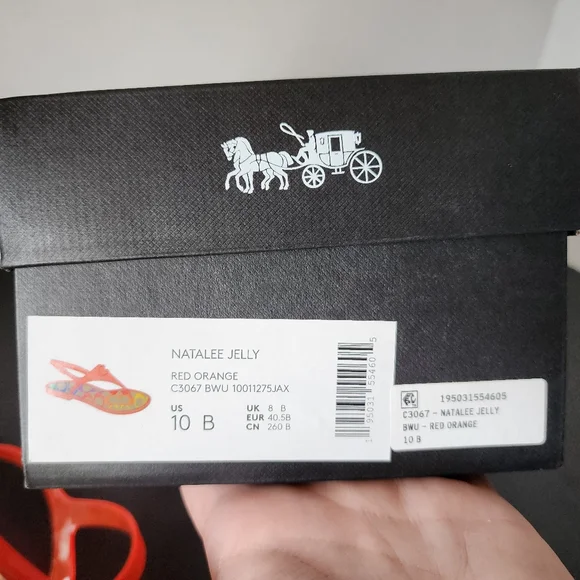 NATALEE JELLY
RED ORANGE
C3067 BWU 10011275JAX
US
10 B
UK 8 B
EUR 40.5B
CN 260 B
195031554605
195031554605
C3067 - NATALEE JELLY
BWU - RED ORANGE
10 B